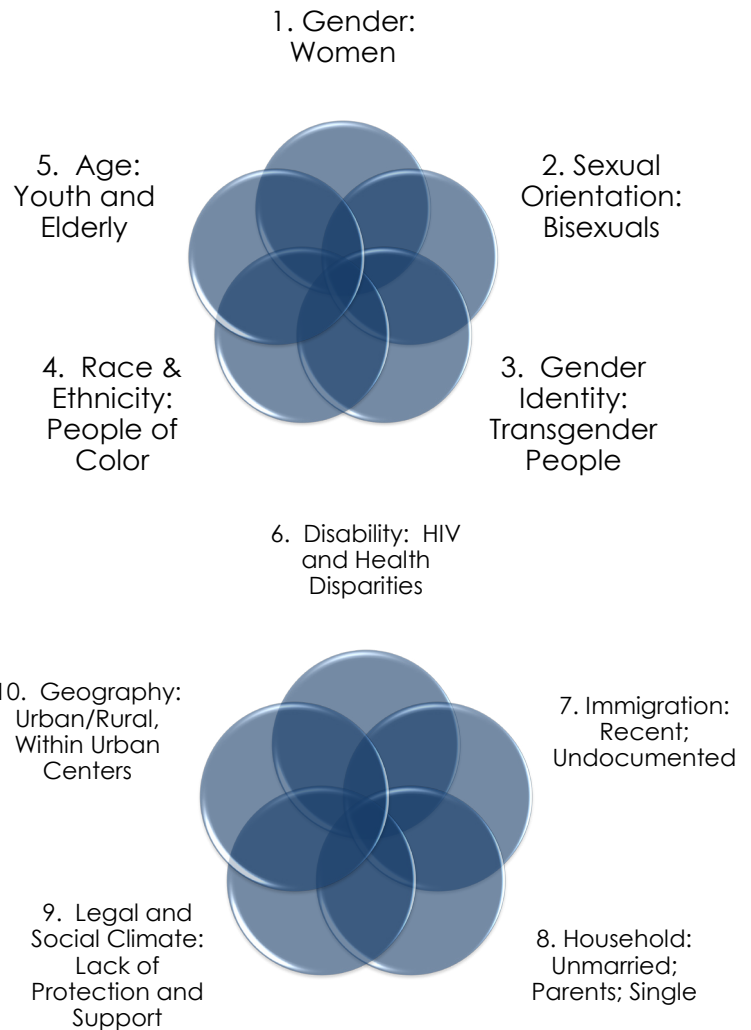 1. Gender:
Women
5. Age:
Youth and
Elderly
2. Sexual
Orientation:
Bisexuals
4. Race &
Ethnicity:
People of
Color
3. Gender
Identity:
Transgender
People
6. Disability: HIV
and Health
Disparities
10. Geography:
Urban/Rural,
Within Urban
Centers
7. Immigration:
Recent;
Undocumented
9. Legal and
Social Climate:
Lack of
Protection and
Support
8. Household:
Unmarried;
Parents; Single